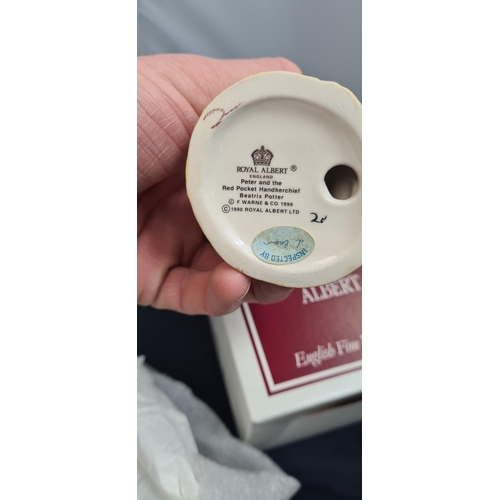 ROYAL ALBERT ®
ENGLAND
Peter and the
Red Pocket Handkerchief
Beatrix Potter
© F. WARNE & CO 1990
© 1990 ROYAL ALBERT LTD
INSPECTED BY
ALBERT
English Fine